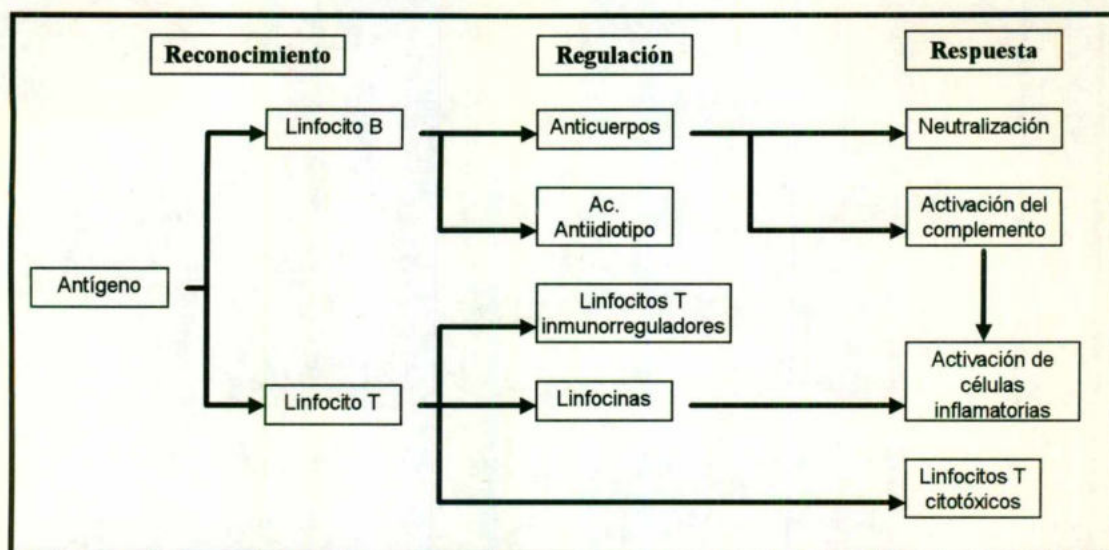 Reconocimiento
Regulación
Respuesta
Linfocito B
Anticuerpos
Neutralización
Ac.
Antiidiotipo
Activación del
complemento
Antígeno
Linfocitos T
inmunorreguladores
Linfocito T
Linfocinas
Activación de
células
inflamatorias
Linfocitos T
citotóxicos